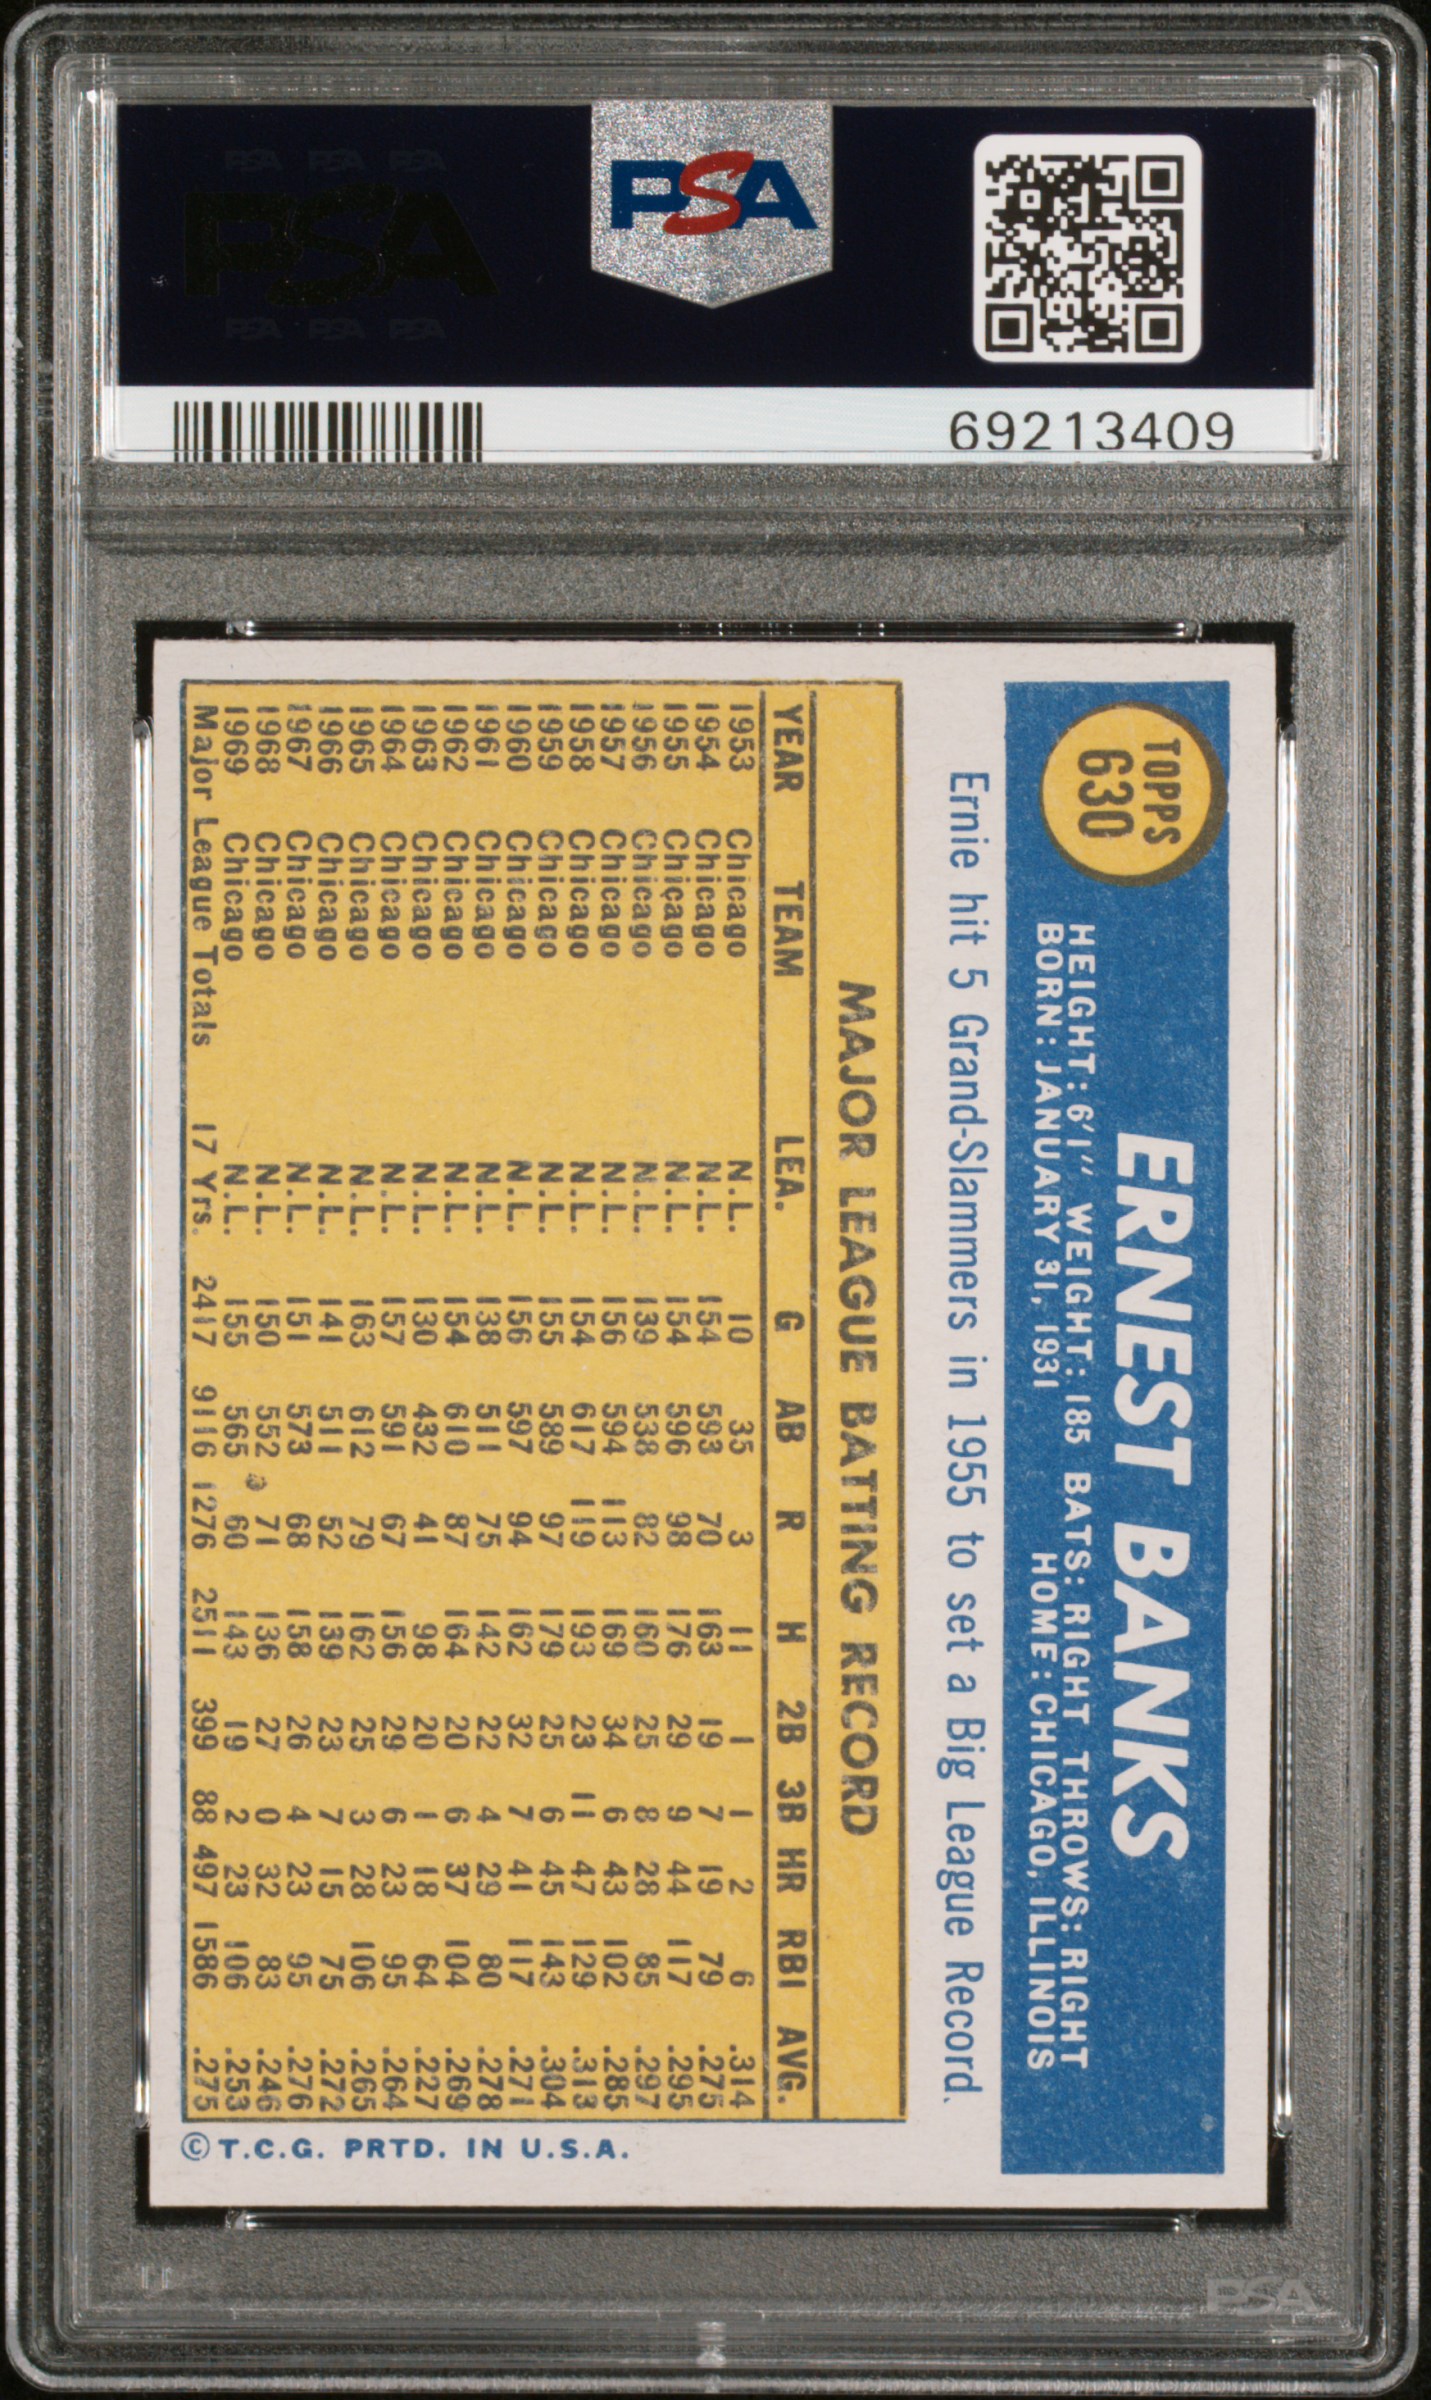 PSA PSA PSA
PSA
PSA PSA PSA
PSA
69213409
TOPPS
630
ERNEST BANKS
HEIGHT: 6'1" WEIGHT: 185 BATS: RIGHT THROWS: RIGHT
BORN: JANUARY 31, 1931 HOME: CHICAGO, ILLINOIS
Ernie hit 5 Grand-Slammers in 1955 to set a Big League Record.
MAJOR LEAGUE BATTING RECORD
YEAR TEAM LEA. G AB R H 2B 3B HR RBI AVG.
1953 Chicago N.L. 10 35 3 11 1 1 2 6 .314
1954 Chicago N.L. 154 593 70 163 19 7 19 79 .275
1955 Chicago N.L. 154 596 98 176 29 9 44 117 .295
1956 Chicago N.L. 139 538 82 160 25 8 28 85 .297
1957 Chicago N.L. 156 594 113 169 34 6 43 102 .285
1958 Chicago N.L. 154 617 119 193 23 11 47 129 .313
1959 Chicago N.L. 155 589 97 179 25 6 45 143 .304
1960 Chicago N.L. 156 597 94 162 32 7 41 117 .271
1961 Chicago N.L. 138 511 75 142 22 4 29 80 .278
1962 Chicago N.L. 154 610 87 164 20 6 37 104 .269
1963 Chicago N.L. 130 432 41 98 20 1 18 64 .227
1964 Chicago N.L. 157 591 67 156 29 6 23 95 .264
1965 Chicago N.L. 163 612 79 162 25 3 28 106 .265
1966 Chicago N.L. 141 511 52 139 23 7 15 75 .272
1967 Chicago N.L. 151 573 68 158 26 4 23 95 .276
1968 Chicago N.L. 150 552 71 136 27 0 32 83 .246
1969 Chicago N.L. 155 565 60 143 19 2 23 106 .253
Major League Totals 17 Yrs. 2417 9116 1276 2511 399 88 497 1586 .275
© T.C.G. PRTD. IN U.S.A.
PSA